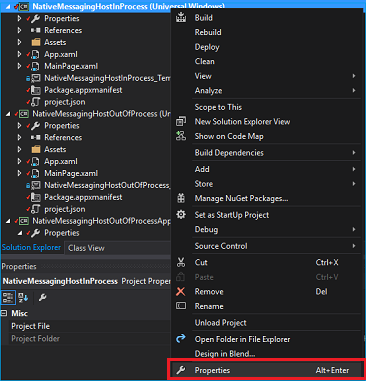 NativeMessagingHostInProcess (Universal Windows)
Properties
References
Assets
App.xaml
MainPage.xaml
NativeMessagingHostInProcess_Tem
Package.appxmanifest
project.json
NativeMessagingHostOutOfProcess (Un
Properties
References
Assets
App.xaml
MainPage.xaml
NativeMessagingHostOutOfProcess_
Package.appxmanifest
project.json
NativeMessagingHostOutOfProcessApp
Properties
Solution Explorer Class View
Properties
NativeMessagingHostInProcess Project Prope
Misc
Project File
Project Folder
Build
Rebuild
Deploy
Clean
View
Analyze
Scope to This
New Solution Explorer View
Show on Code Map
Build Dependencies
Add
Store
Manage NuGet Packages...
Set as StartUp Project
Debug
Source Control
Cut Ctrl+X
Paste Ctrl+V
Remove Del
Rename
Unload Project
Open Folder in File Explorer
Design in Blend...
Properties Alt+Enter